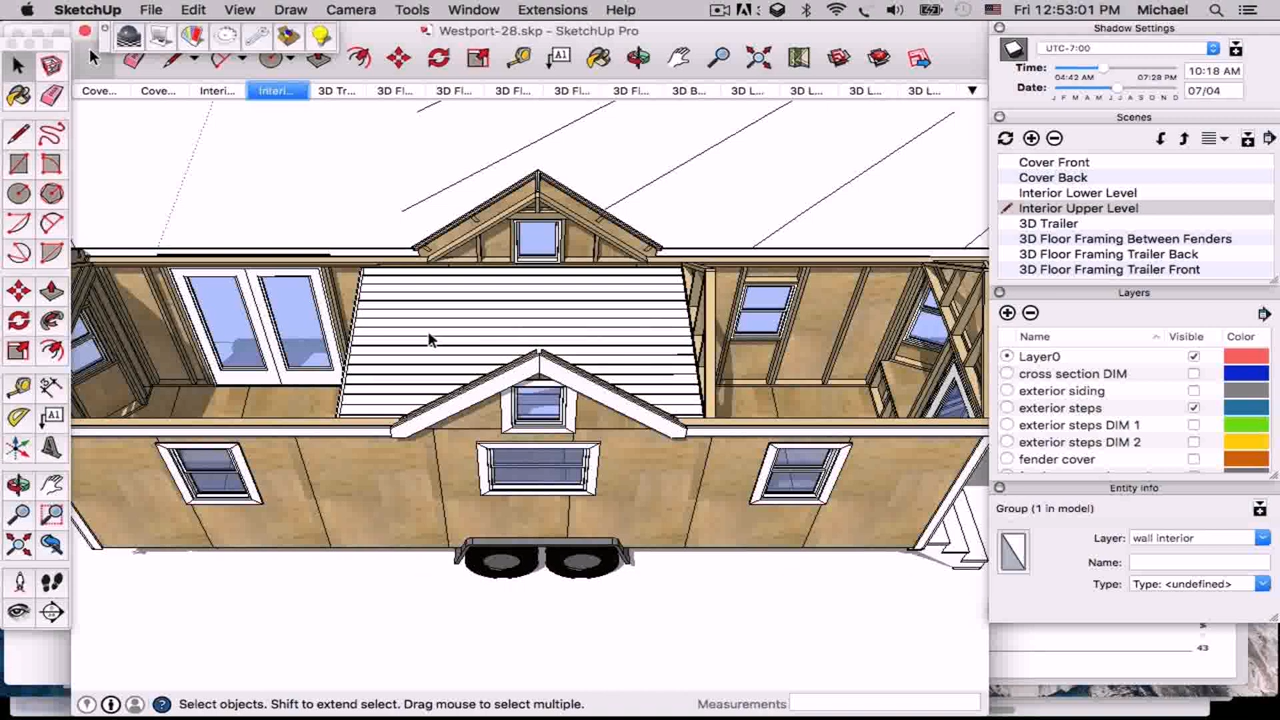 SketchUp File Edit View Draw Camera Tools Window Extensions Help Fri 12:53:01 PM Michael
Westport-28.skp - SketchUp Pro
Cove... Cove... Interi... Interi... 3D Tr... 3D Fl... 3D Fl... 3D Fl... 3D Fl... 3D Fl... 3D B... 3D L... 3D L... 3D L... 3D L...
A1
A1
Shadow Settings
UTC-7:00
Time: 04:42 AM 07:28 PM 10:18 AM
Date: J F M A M J J A S O N D 07/04
Scenes
Cover Front
Cover Back
Interior Lower Level
Interior Upper Level
3D Trailer
3D Floor Framing Between Fenders
3D Floor Framing Trailer Back
3D Floor Framing Trailer Front
Layers
Name Visible Color
Layer0
cross section DIM
exterior siding
exterior steps
exterior steps DIM 1
exterior steps DIM 2
fender cover
Entity Info
Group (1 in model)
Layer: wall interior
Name:
Type: Type: <undefined>
43
Select objects. Shift to extend select. Drag mouse to select multiple. Measurements